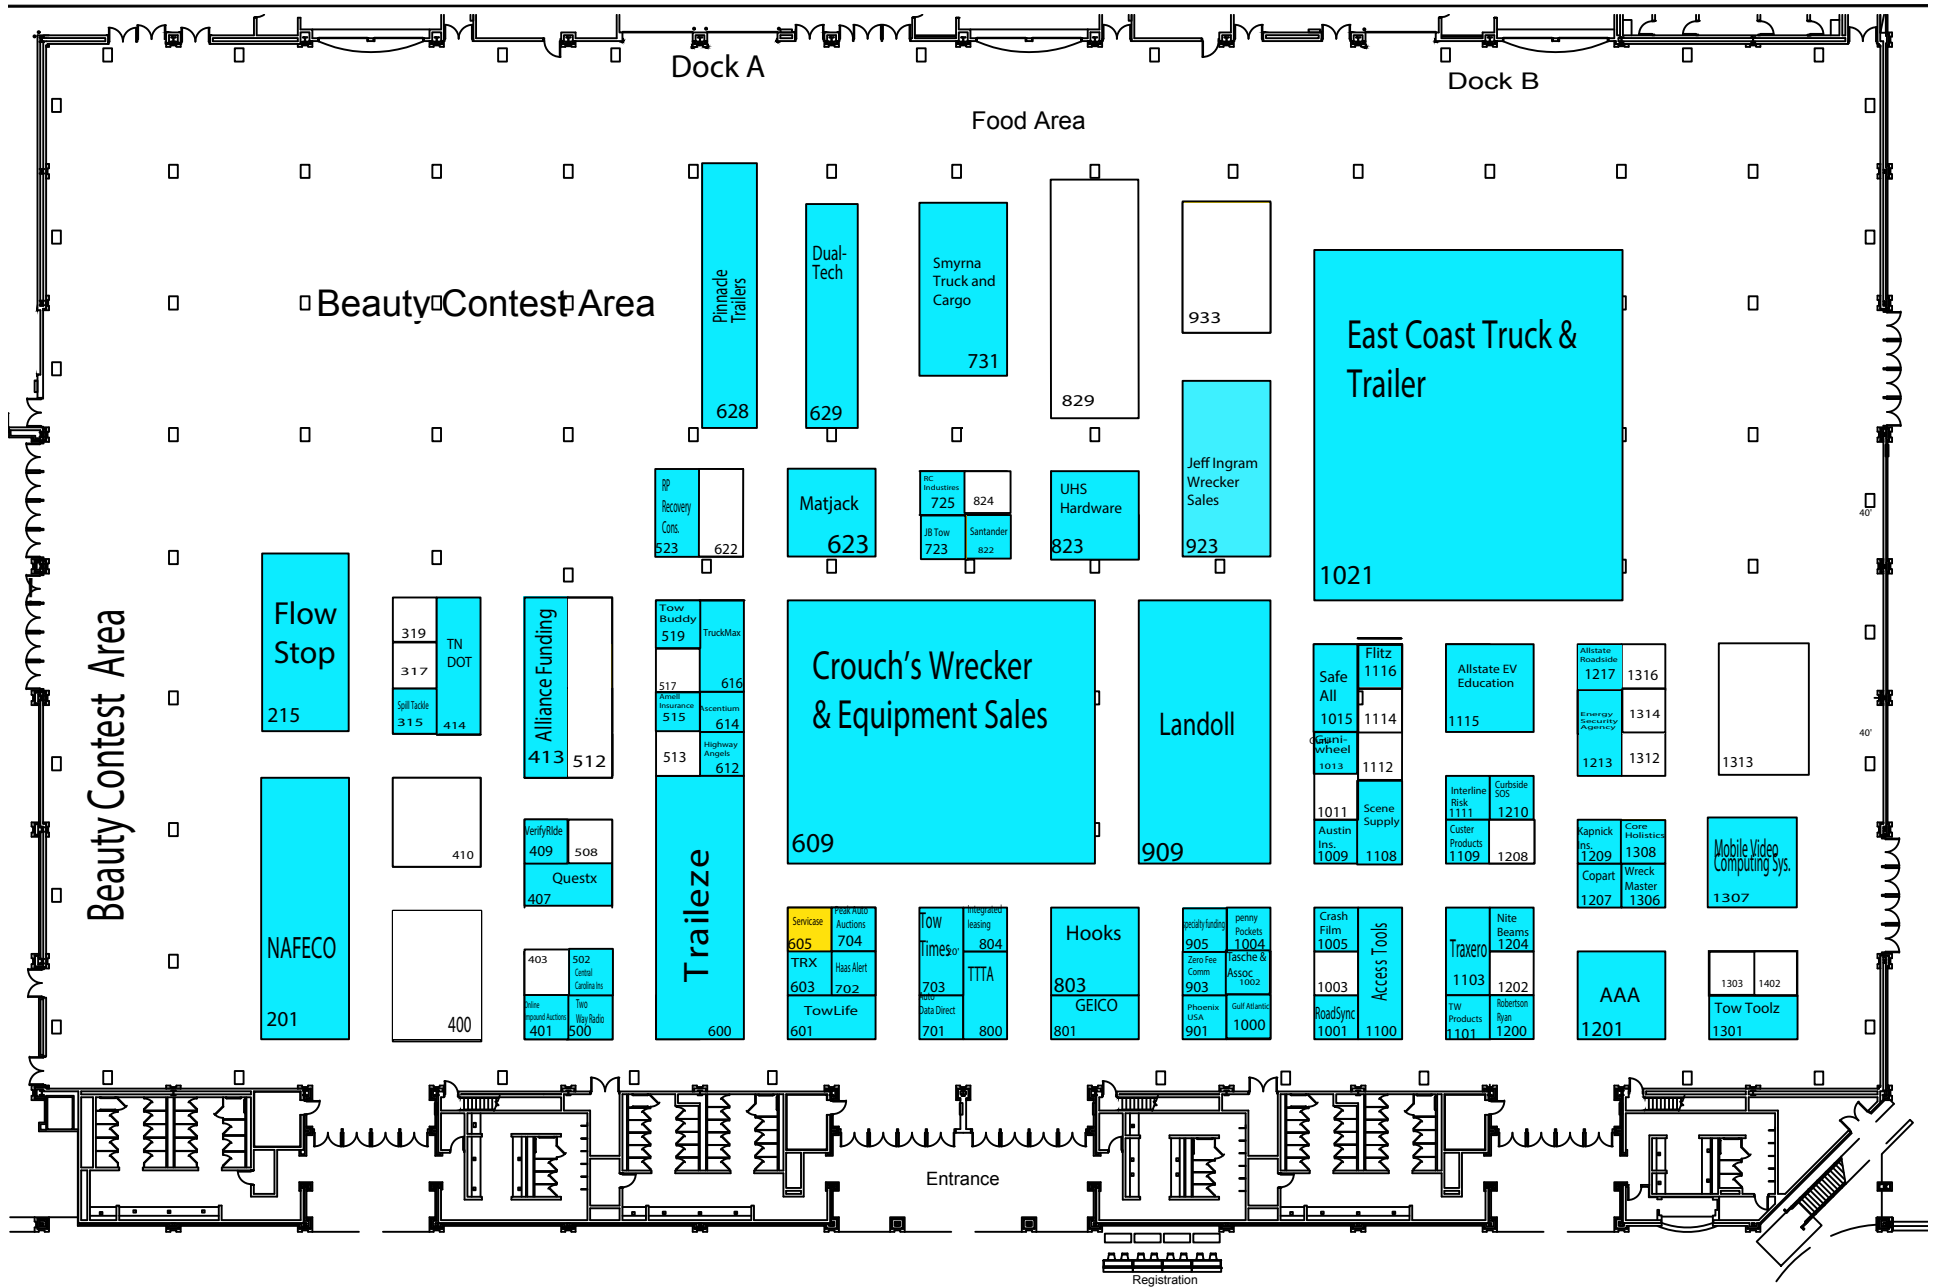 Dock A
Dock B
Food Area
Beauty Contest Area
Beauty Contest Area
Pinnacle
Trailers
628
Dual-
Tech
629
Smyrna
Truck and
Cargo
731
829
933
East Coast Truck &
Trailer
1021
Jeff Ingram
Wrecker
Sales
923
RP
Recovery
Cons.
523
622
Matjack
623
RC
Industires
725
824
JB Tow
723
Santander
822
UHS
Hardware
823
40'
40'
Flow
Stop
215
319
317
Spill Tackle
315
TN
DOT
414
Alliance Funding
413
512
Tow
Buddy
519
TruckMax
616
517
Amell
Insurance
515
Ascentium
614
513
Highway
Angels
612
Crouch's Wrecker
& Equipment Sales
609
Landoll
909
Safe
All
1015
Flitz
1116
1114
Guni-
wheel
1013
1112
1011
Scene
Supply
1108
Austin
Ins.
1009
Allstate EV
Education
1115
Allstate
Roadside
1217
1316
Energy
Security
Agency
1314
1213
1312
1313
NAFECO
201
410
400
VerifyRIde
409
508
Questx
407
403
502
Central
Carolina Ins
Online
mpound Auctions
401
Two
Way Radio
500
Traileze
600
Interline
Risk
1111
Curbside
SOS
1210
Custer
Products
1109
1208
Kapnick
Ins.
1209
Core
Holistics
1308
Copart
1207
Wreck
Master
1306
Mobile Video
Computing Sys.
1307
Servicase
605
Peak Auto
Auctions
704
TRX
603
Haas Alert
702
TowLife
601
Tow
Times
20'
703
Integrated
leasing
804
TTTA
800
Auto
Data Direct
701
Hooks
803
GEICO
801
specialty funding
905
penny
Pockets
1004
Zero Fee
Comm
903
Tasche &
Assoc
1002
Phoenix
USA
901
Gulf Atlantic
1000
Crash
Film
1005
1003
RoadSync
1001
Access Tools
1100
Traxero
1103
Nite
Beams
1204
1202
TW
Products
1101
Robertson
Ryan
1200
AAA
1201
1303
1402
Tow Toolz
1301
Entrance
Registration